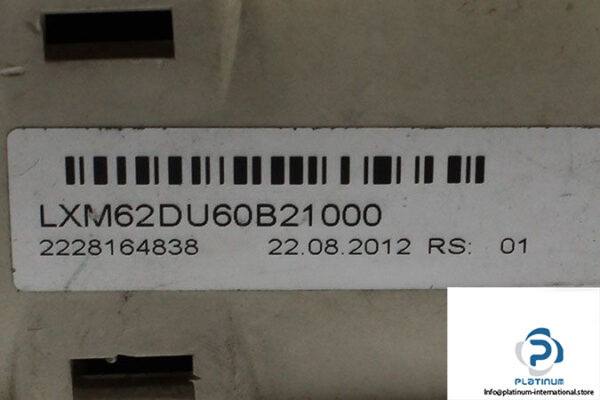 LXM62DU60B21000
2228164838 22.08.2012 RS: 01
PLATINUM
Info@platinum-international.store